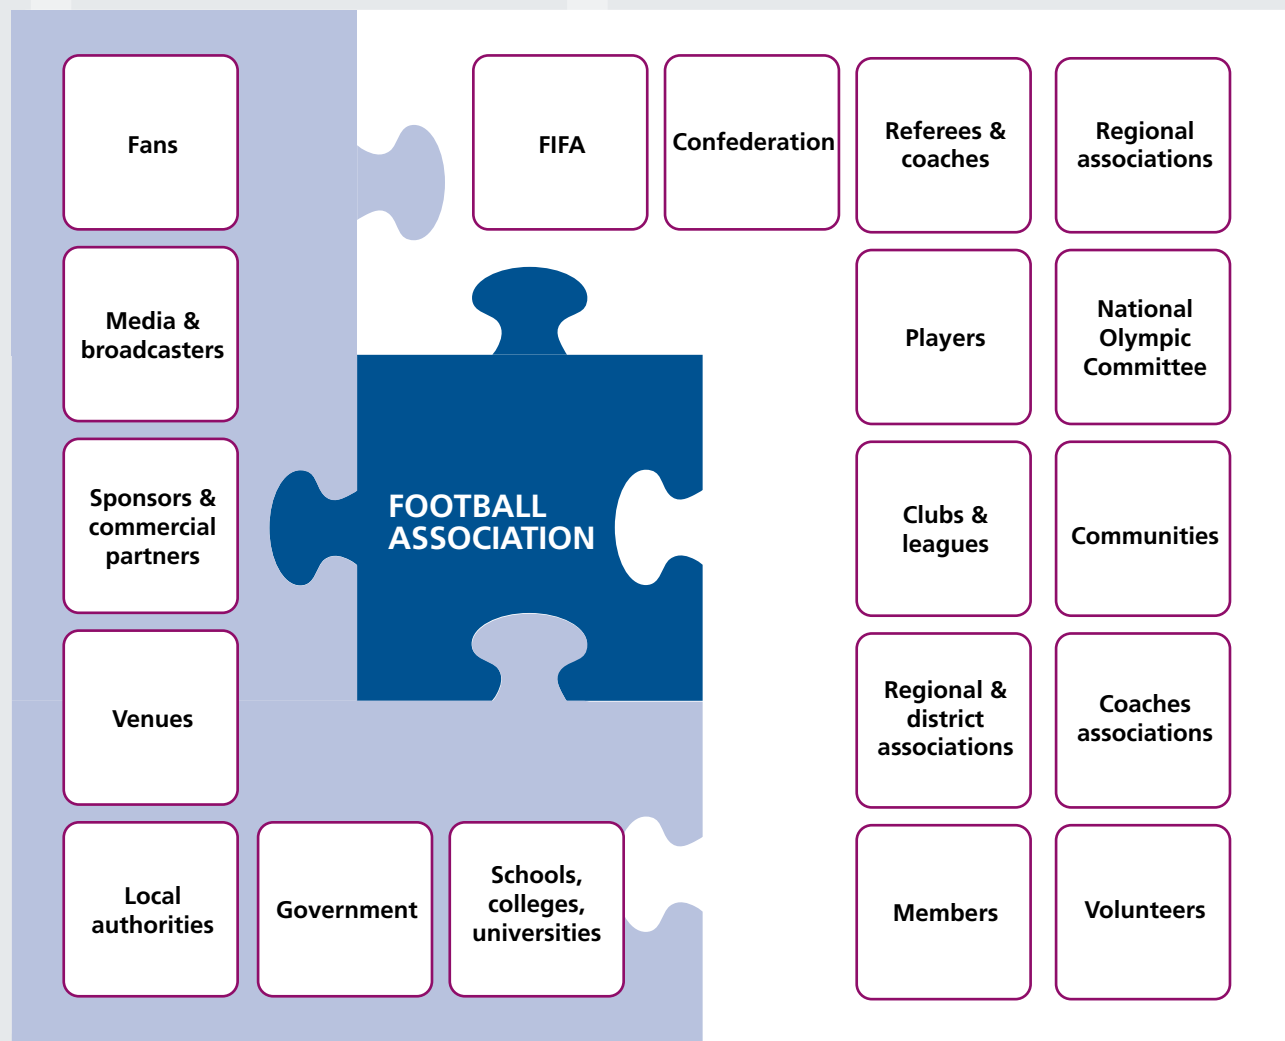 Fans
FIFA
Confederation
Referees &
coaches
Regional
associations
Media &
broadcasters
Players
National
Olympic
Committee
Sponsors &
commercial
partners
FOOTBALL
ASSOCIATION
Clubs &
leagues
Communities
Venues
Regional &
district
associations
Coaches
associations
Local
authorities
Government
Schools,
colleges,
universities
Members
Volunteers